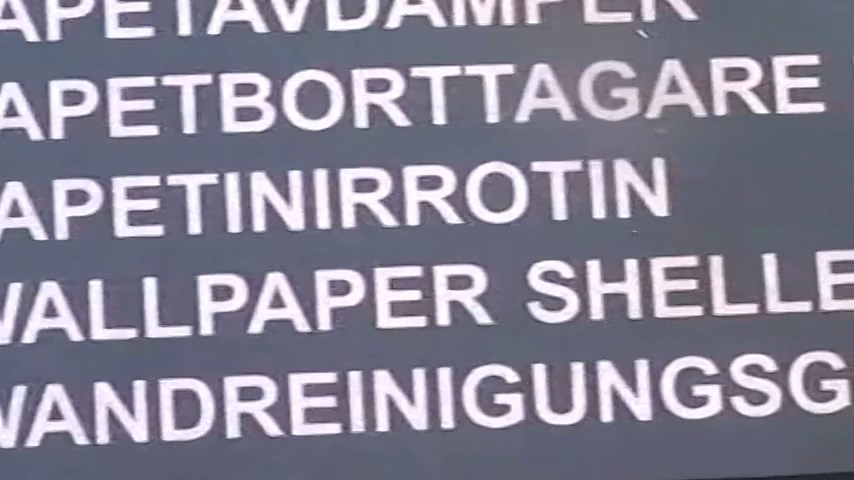 APETAVDAMPER
APETBORTTAGARE
APETINIRROTIN
WALLPAPER SHELLE
WANDREINIGUNGSG